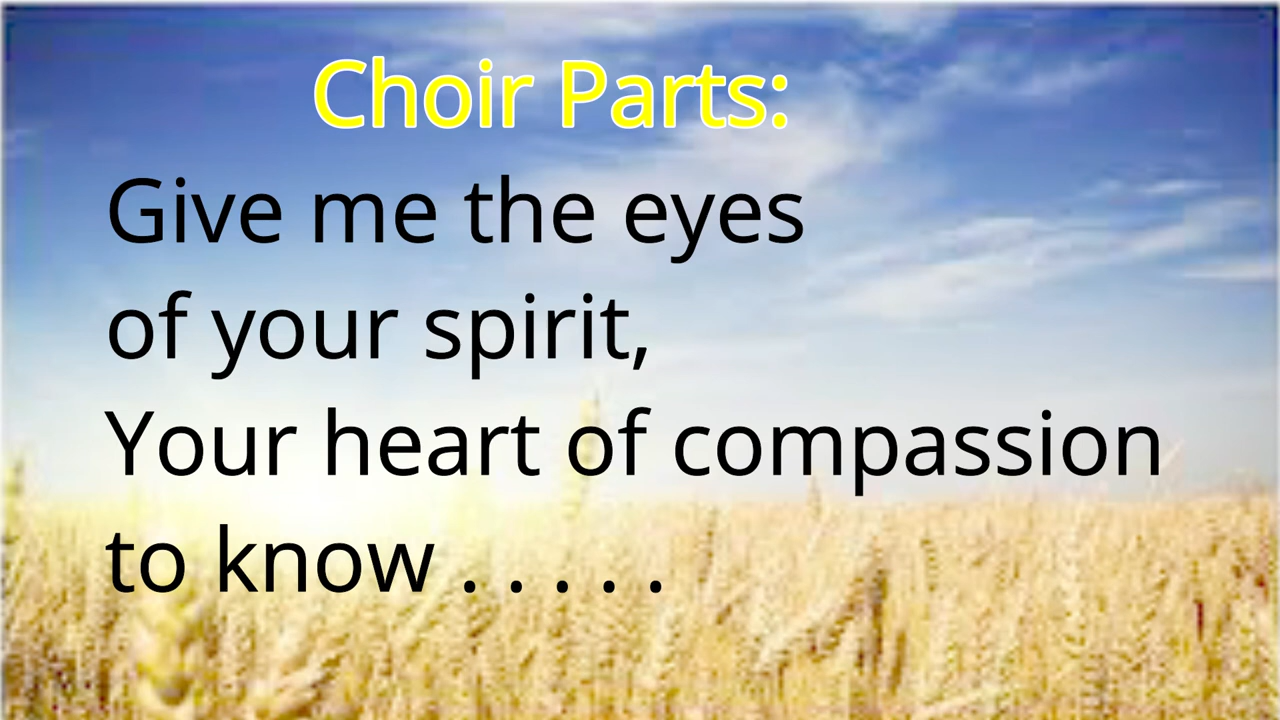 Choir Parts:
Give me the eyes
of your spirit,
Your heart of compassion
to know . . . . .